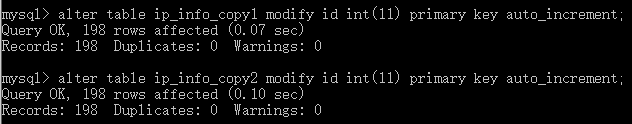 mysql> alter table ip_info_copy1 modify id int(11) primary key auto_increment;
Query OK, 198 rows affected (0.07 sec)
Records: 198  Duplicates: 0  Warnings: 0
mysql> alter table ip_info_copy2 modify id int(11) primary key auto_increment;
Query OK, 198 rows affected (0.10 sec)
Records: 198  Duplicates: 0  Warnings: 0